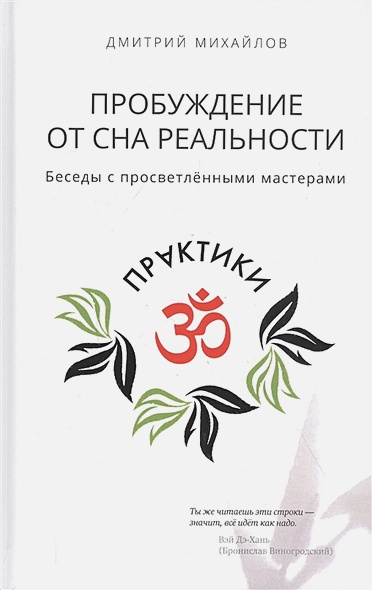 ДМИТРИЙ МИХАЙЛОВ
ПРОБУЖДЕНИЕ
ОТ СНА РЕАЛЬНОСТИ
Беседы с просветлёнными мастерами
ПРАКТИКИ
ॐ
Ты же читаешь эти строки —
значит, всё идёт как надо.
Вэй Дэ-Хань
(Бронислав Виногродский)